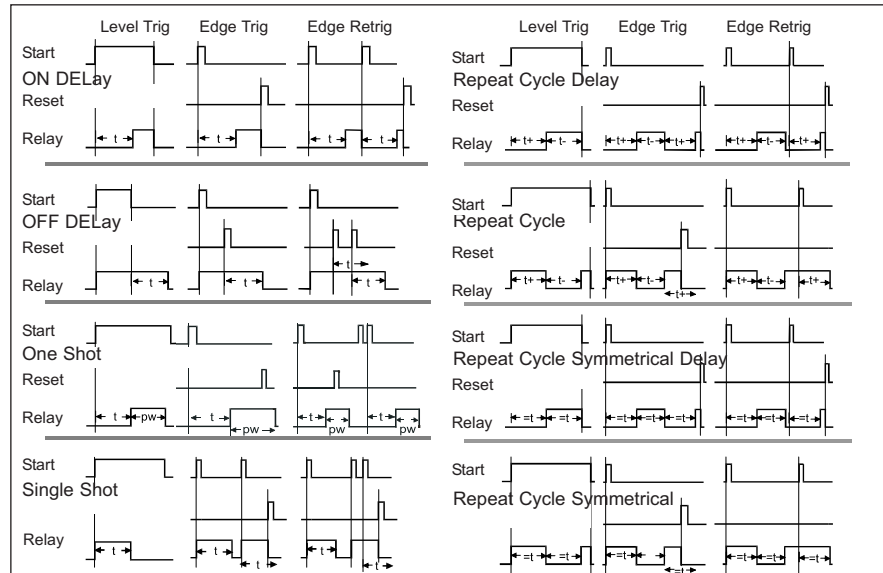 Level Trig Edge Trig Edge Retrig
Start
ON DELay
Reset
Relay
t t t t
Start
OFF DELay
Reset
t
Relay
t t t
Start
One Shot
Reset
Relay
t pw t pw t pw t pw
Start
Single Shot
Relay
t t t t t
Level Trig Edge Trig Edge Retrig
Start
Repeat Cycle Delay
Reset
Relay
t+ t- t+ t- t+ t+ t- t+
Start
Repeat Cycle
Reset
Relay
t+ t- t+ t- t+ t+ t- t+
Start
Repeat Cycle Symmetrical Delay
Reset
Relay
=t =t =t =t =t =t =t =t
Start
Repeat Cycle Symmetrical
Relay
=t =t =t =t =t =t =t